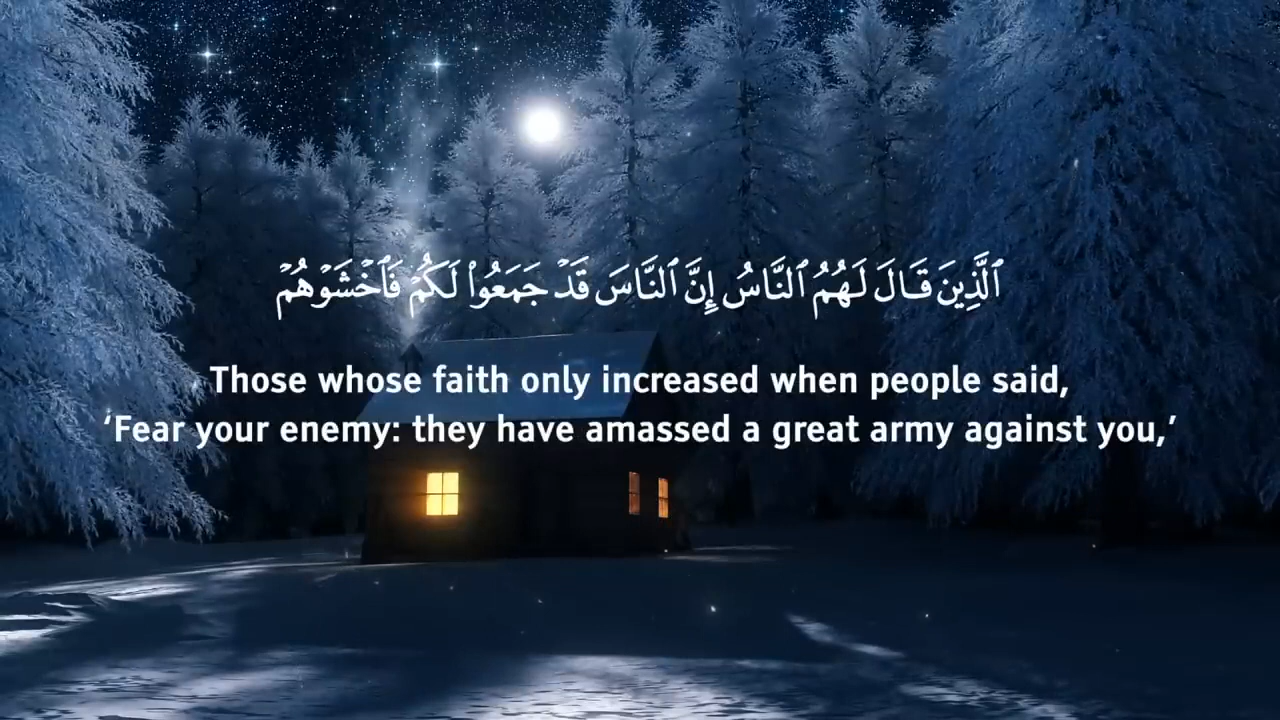 ٱلَّذِينَ قَالَ لَهُمُ ٱلنَّاسُ إِنَّ ٱلنَّاسَ قَدۡ جَمَعُواْ لَكُمۡ فَٱخۡشَوۡهُمۡ
Those whose faith only increased when people said,
‘Fear your enemy: they have amassed a great army against you,’